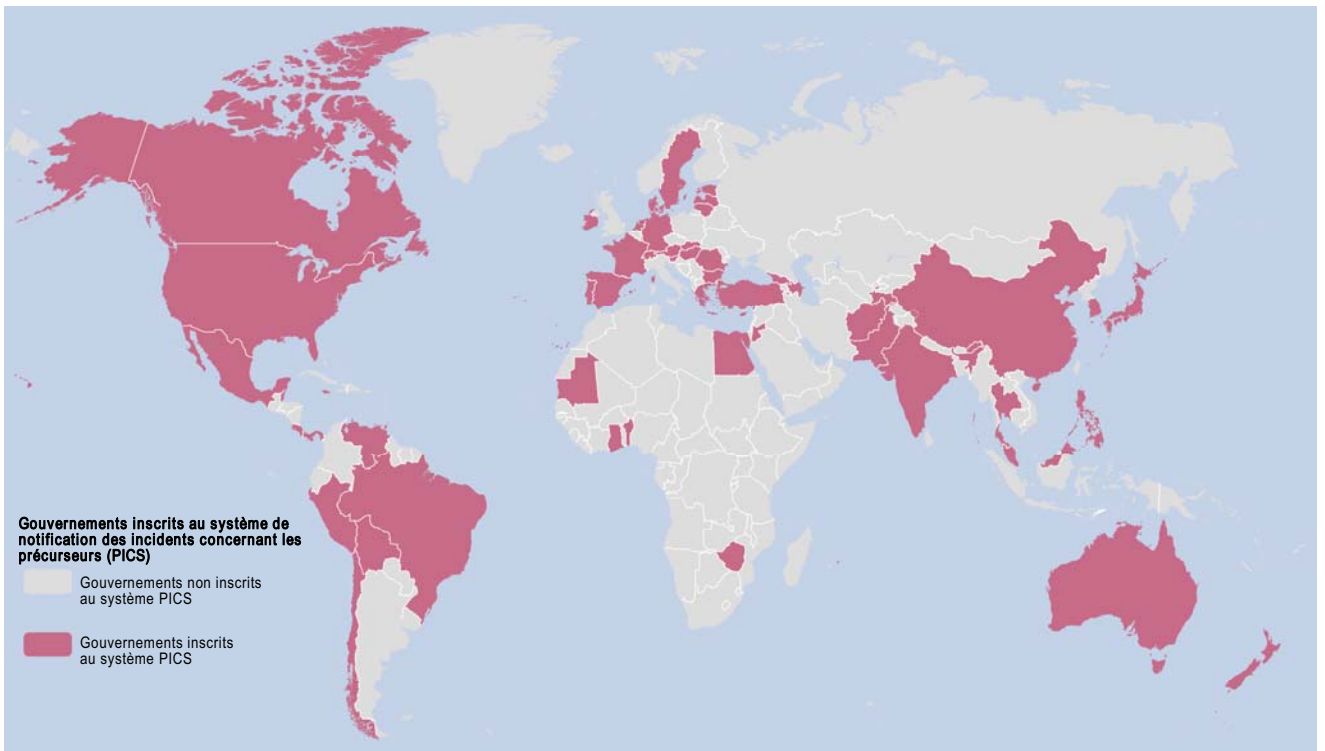 Gouvernements inscrits au système de
notification des incidents concernant les
précurseurs (PICS)
Gouvernements non inscrits
au système PICS
Gouvernements inscrits
au système PICS